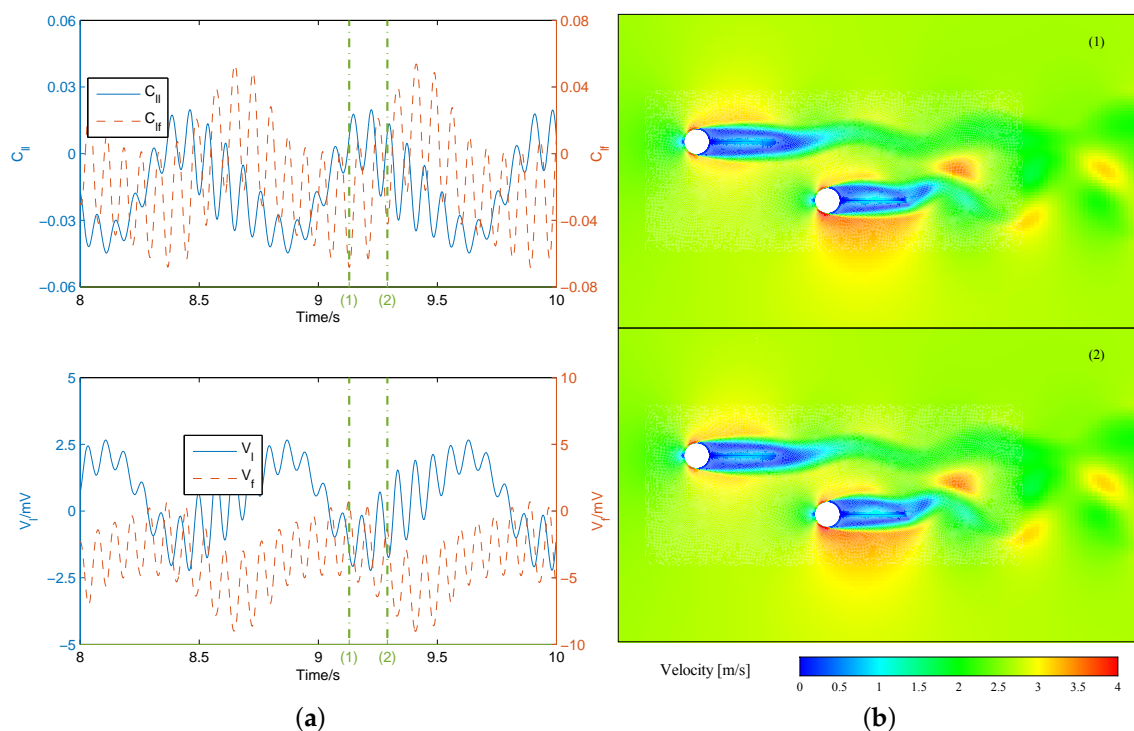 0.06
0.03
0
−0.03
−0.06
C_ll
0.08
0.04
0
−0.04
−0.08
C_lf
C_ll
C_lf
8
8.5
9
(1)
(2)
9.5
10
Time/s
5
2.5
0
−2.5
−5
V_l/mV
10
5
0
−5
−10
V_f/mV
V_l
V_f
8
8.5
9
(1)
(2)
9.5
10
Time/s
(a)
(1)
(2)
Velocity [m/s]
0 0.5 1 1.5 2 2.5 3 3.5 4
(b)